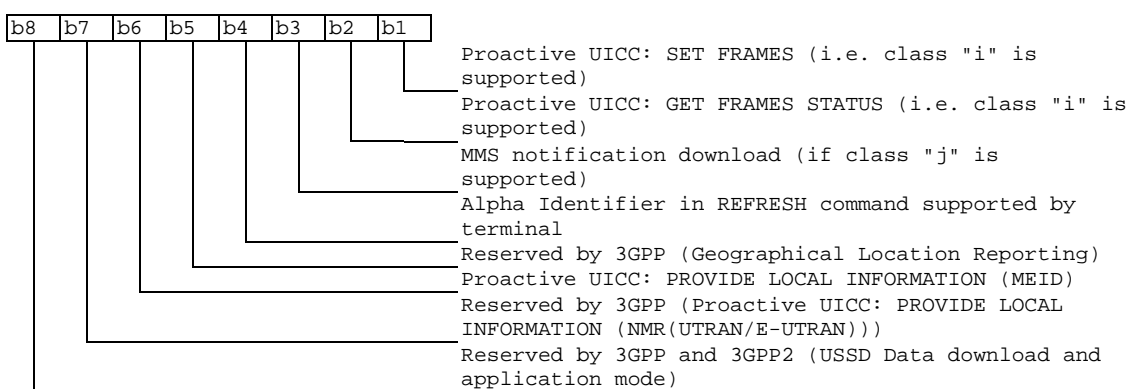 b8 b7 b6 b5 b4 b3 b2 b1
Proactive UICC: SET FRAMES (i.e. class "i" is
supported)
Proactive UICC: GET FRAMES STATUS (i.e. class "i" is
supported)
MMS notification download (if class "j" is
supported)
Alpha Identifier in REFRESH command supported by
terminal
Reserved by 3GPP (Geographical Location Reporting)
Proactive UICC: PROVIDE LOCAL INFORMATION (MEID)
Reserved by 3GPP (Proactive UICC: PROVIDE LOCAL
INFORMATION (NMR(UTRAN/E-UTRAN)))
Reserved by 3GPP and 3GPP2 (USSD Data download and
application mode)